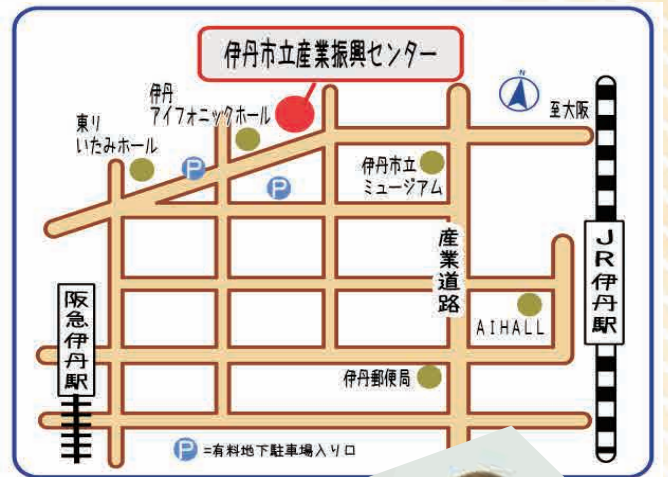 伊丹市立産業振興センター
N
至大阪
伊丹
アイフォニックホール
東リ
いたみホール
P
P
伊丹市立
ミュージアム
産業道路
JR伊丹駅
阪急伊丹駅
AIHALL
伊丹郵便局
P=有料地下駐車場入り口